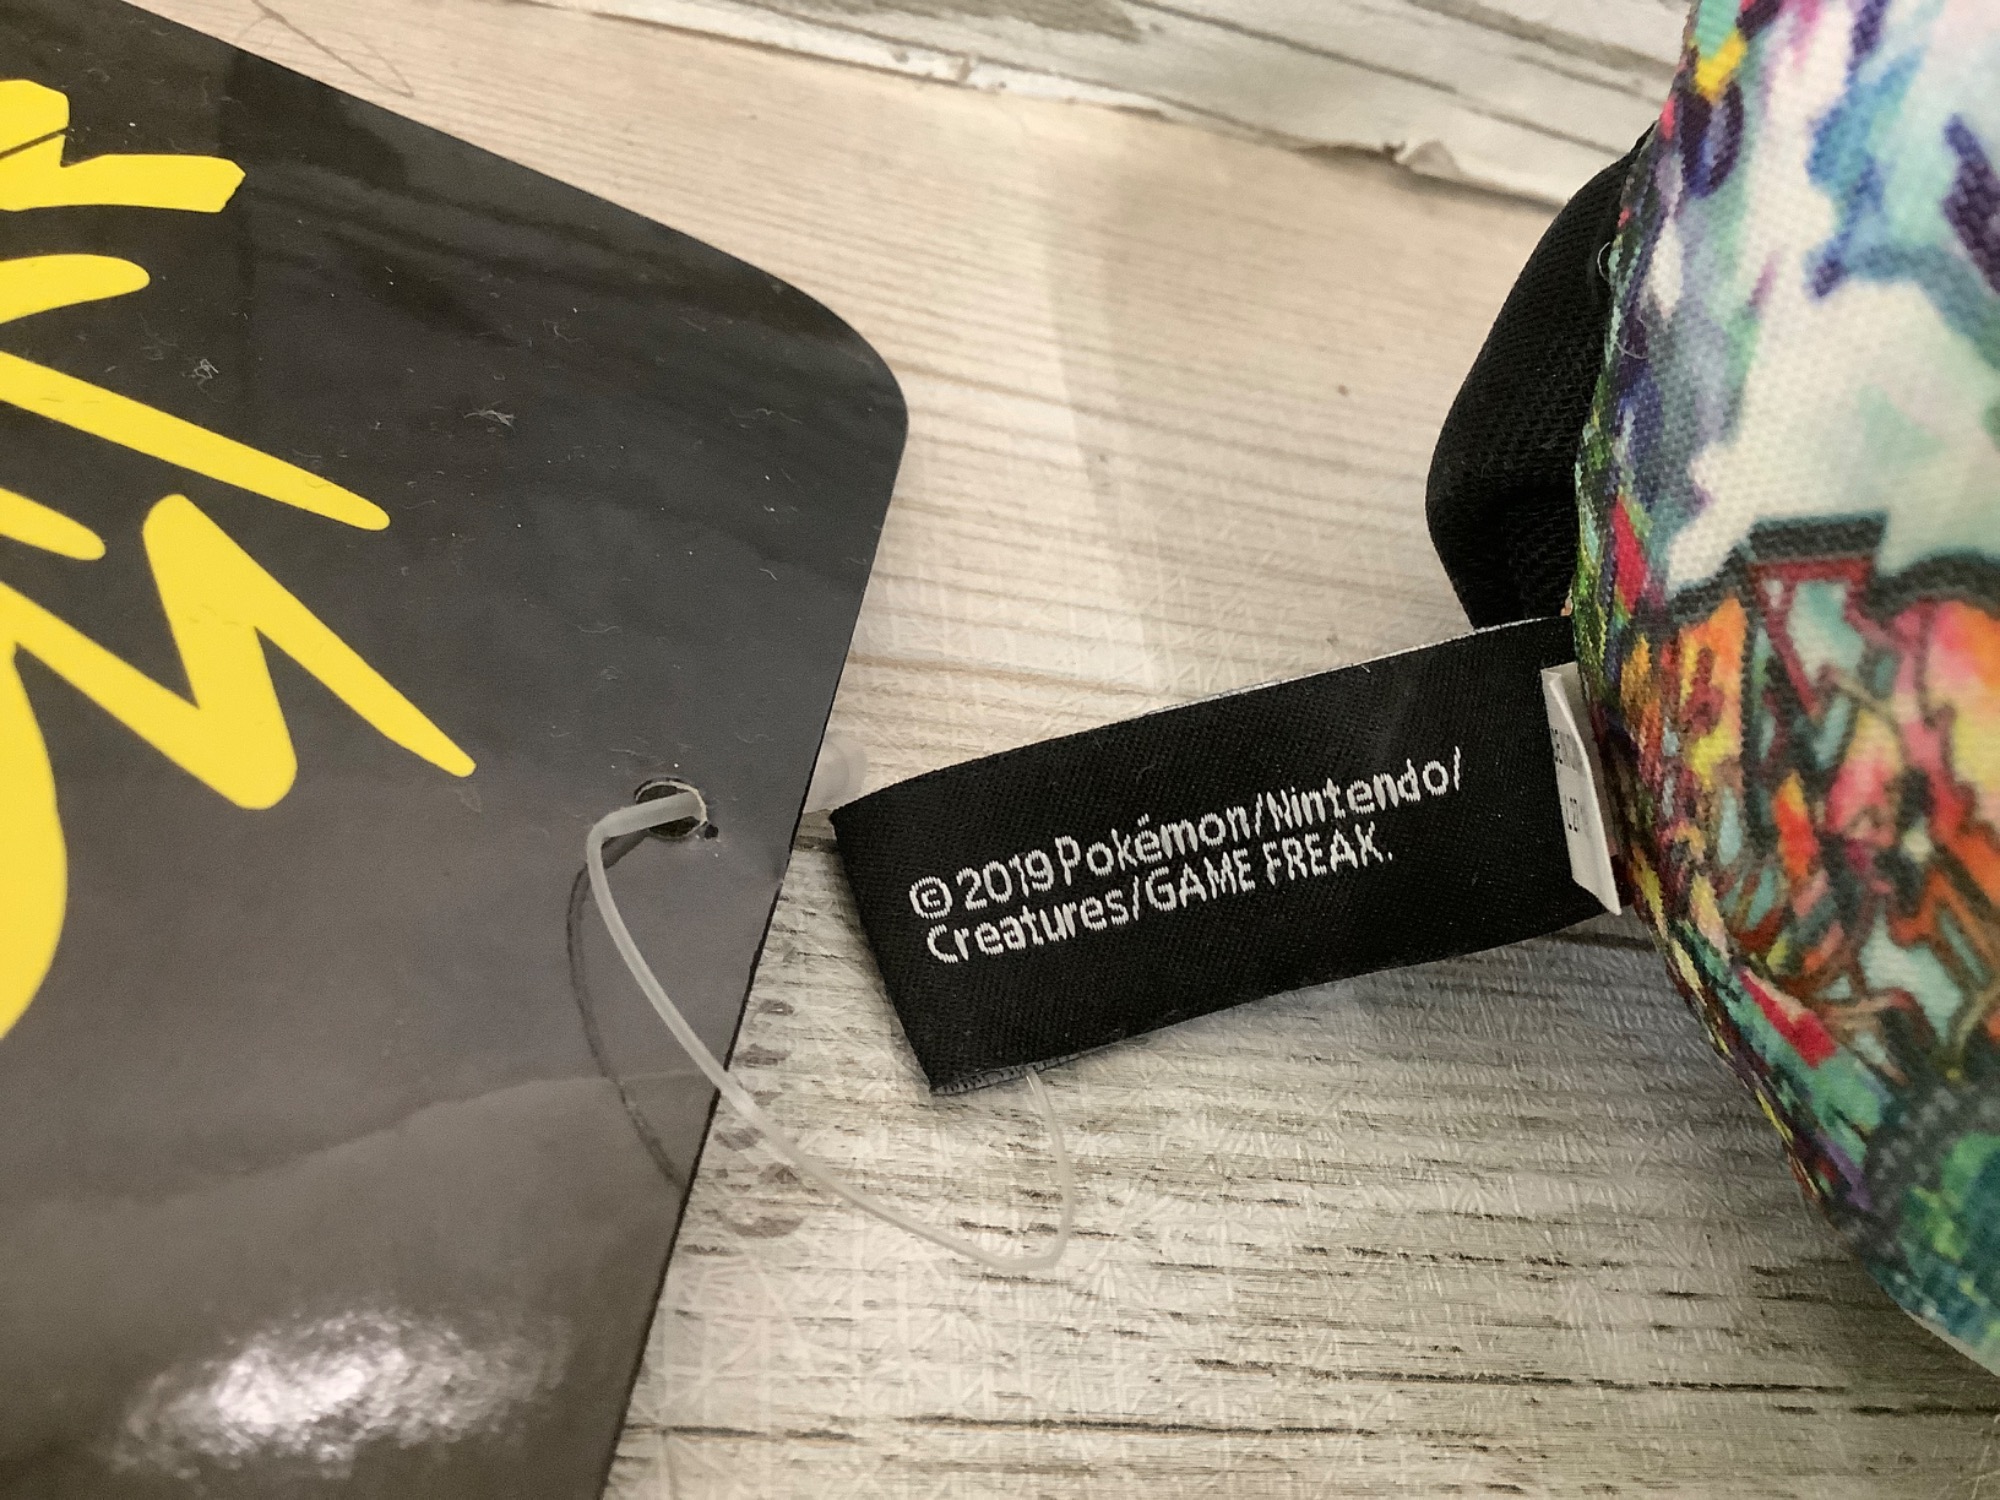 ©2019 Pokémon/Nintendo/
Creatures/GAME FREAK.